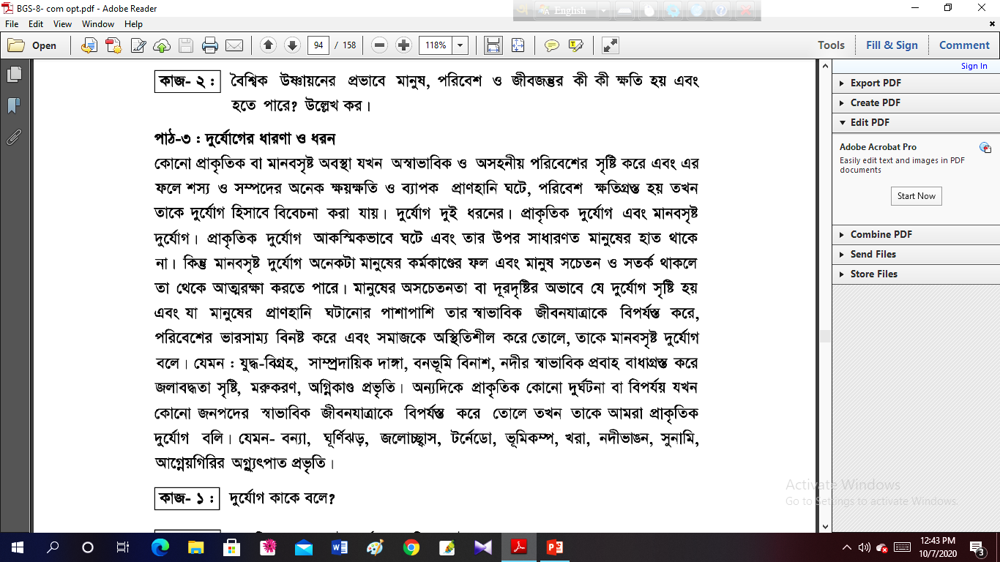 BGS-8- com opt.pdf - Adobe Reader
English
File Edit View Window Help
Open 94 / 158 118% Tools Fill & Sign Comment
Sign In
Export PDF
Create PDF
Edit PDF
Adobe Acrobat Pro
Easily edit text and images in PDF
documents
Start Now
Combine PDF
Send Files
Store Files
কাজ- ২ : বৈশ্বিক উষ্ণায়নের প্রভাবে মানুষ, পরিবেশ ও জীবজন্তুর কী কী ক্ষতি হয় এবং
হতে পারে? উল্লেখ কর।
পাঠ-৩ : দুর্যোগের ধারণা ও ধরন
কোনো প্রাকৃতিক বা মানবসৃষ্ট অবস্থা যখন অস্বাভাবিক ও অসহনীয় পরিবেশের সৃষ্টি করে এবং এর
ফলে শস্য ও সম্পদের অনেক ক্ষয়ক্ষতি ও ব্যাপক প্রাণহানি ঘটে, পরিবেশ ক্ষতিগ্রস্ত হয় তখন
তাকে দুর্যোগ হিসাবে বিবেচনা করা যায়। দুর্যোগ দুই ধরনের। প্রাকৃতিক দুর্যোগ এবং মানবসৃষ্ট
দুর্যোগ। প্রাকৃতিক দুর্যোগ আকস্মিকভাবে ঘটে এবং তার উপর সাধারণত মানুষের হাত থাকে
না। কিন্তু মানবসৃষ্ট দুর্যোগ অনেকটা মানুষের কর্মকাণ্ডের ফল এবং মানুষ সচেতন ও সতর্ক থাকলে
তা থেকে আত্মরক্ষা করতে পারে। মানুষের অসচেতনতা বা দূরদৃষ্টির অভাবে যে দুর্যোগ সৃষ্টি হয়
এবং যা মানুষের প্রাণহানি ঘটানোর পাশাপাশি তার স্বাভাবিক জীবনযাত্রাকে বিপর্যস্ত করে,
পরিবেশের ভারসাম্য বিনষ্ট করে এবং সমাজকে অস্থিতিশীল করে তোলে, তাকে মানবসৃষ্ট দুর্যোগ
বলে। যেমন : যুদ্ধ-বিগ্রহ, সাম্প্রদায়িক দাঙ্গা, বনভূমি বিনাশ, নদীর স্বাভাবিক প্রবাহ বাধাগ্রস্ত করে
জলাবদ্ধতা সৃষ্টি, মরুকরণ, অগ্নিকাণ্ড প্রভৃতি। অন্যদিকে প্রাকৃতিক কোনো দুর্ঘটনা বা বিপর্যয় যখন
কোনো জনপদের স্বাভাবিক জীবনযাত্রাকে বিপর্যস্ত করে তোলে তখন তাকে আমরা প্রাকৃতিক
দুর্যোগ বলি। যেমন- বন্যা, ঘূর্ণিঝড়, জলোচ্ছ্বাস, টর্নেডো, ভূমিকম্প, খরা, নদীভাঙন, সুনামি,
আগ্নেয়গিরির অগ্ন্যুৎপাত প্রভৃতি।
কাজ- ১ : দুর্যোগ কাকে বলে?
Activate Windows
Go to Settings to activate Windows.
12:43 PM
10/7/2020
3